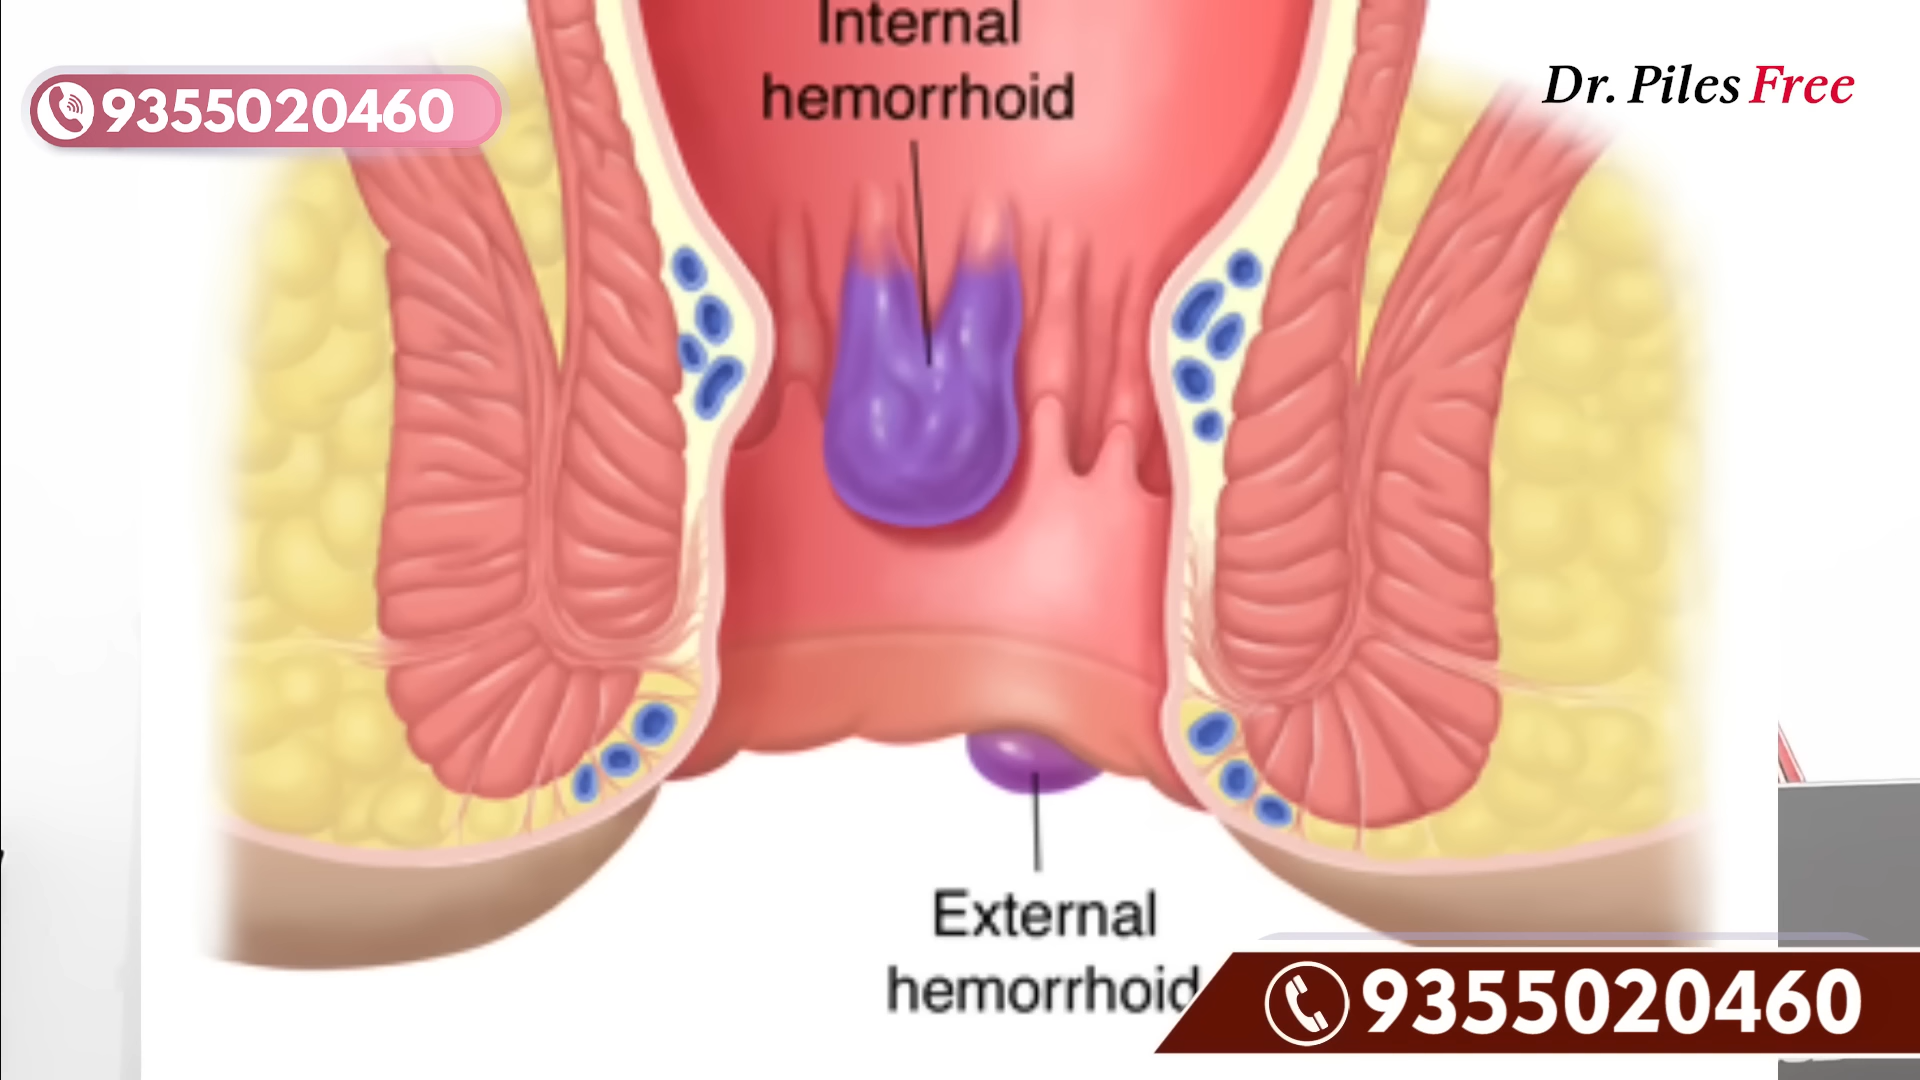 Internal
hemorrhoid
9355020460
Dr. Piles Free
External
hemorrhoid
9355020460